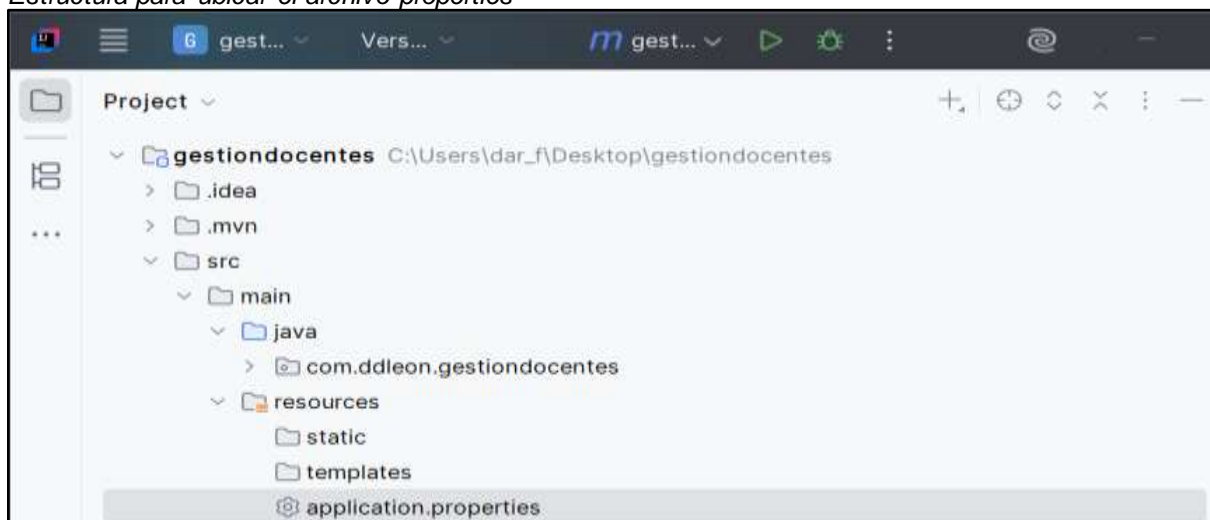 Estructura para ubicar el archivo properties
G gest... Vers... m gest...
Project
gestiondocentes C:\Users\dar_f\Desktop\gestiondocentes
.idea
.mvn
src
main
java
com.ddleon.gestiondocentes
resources
static
templates
application.properties